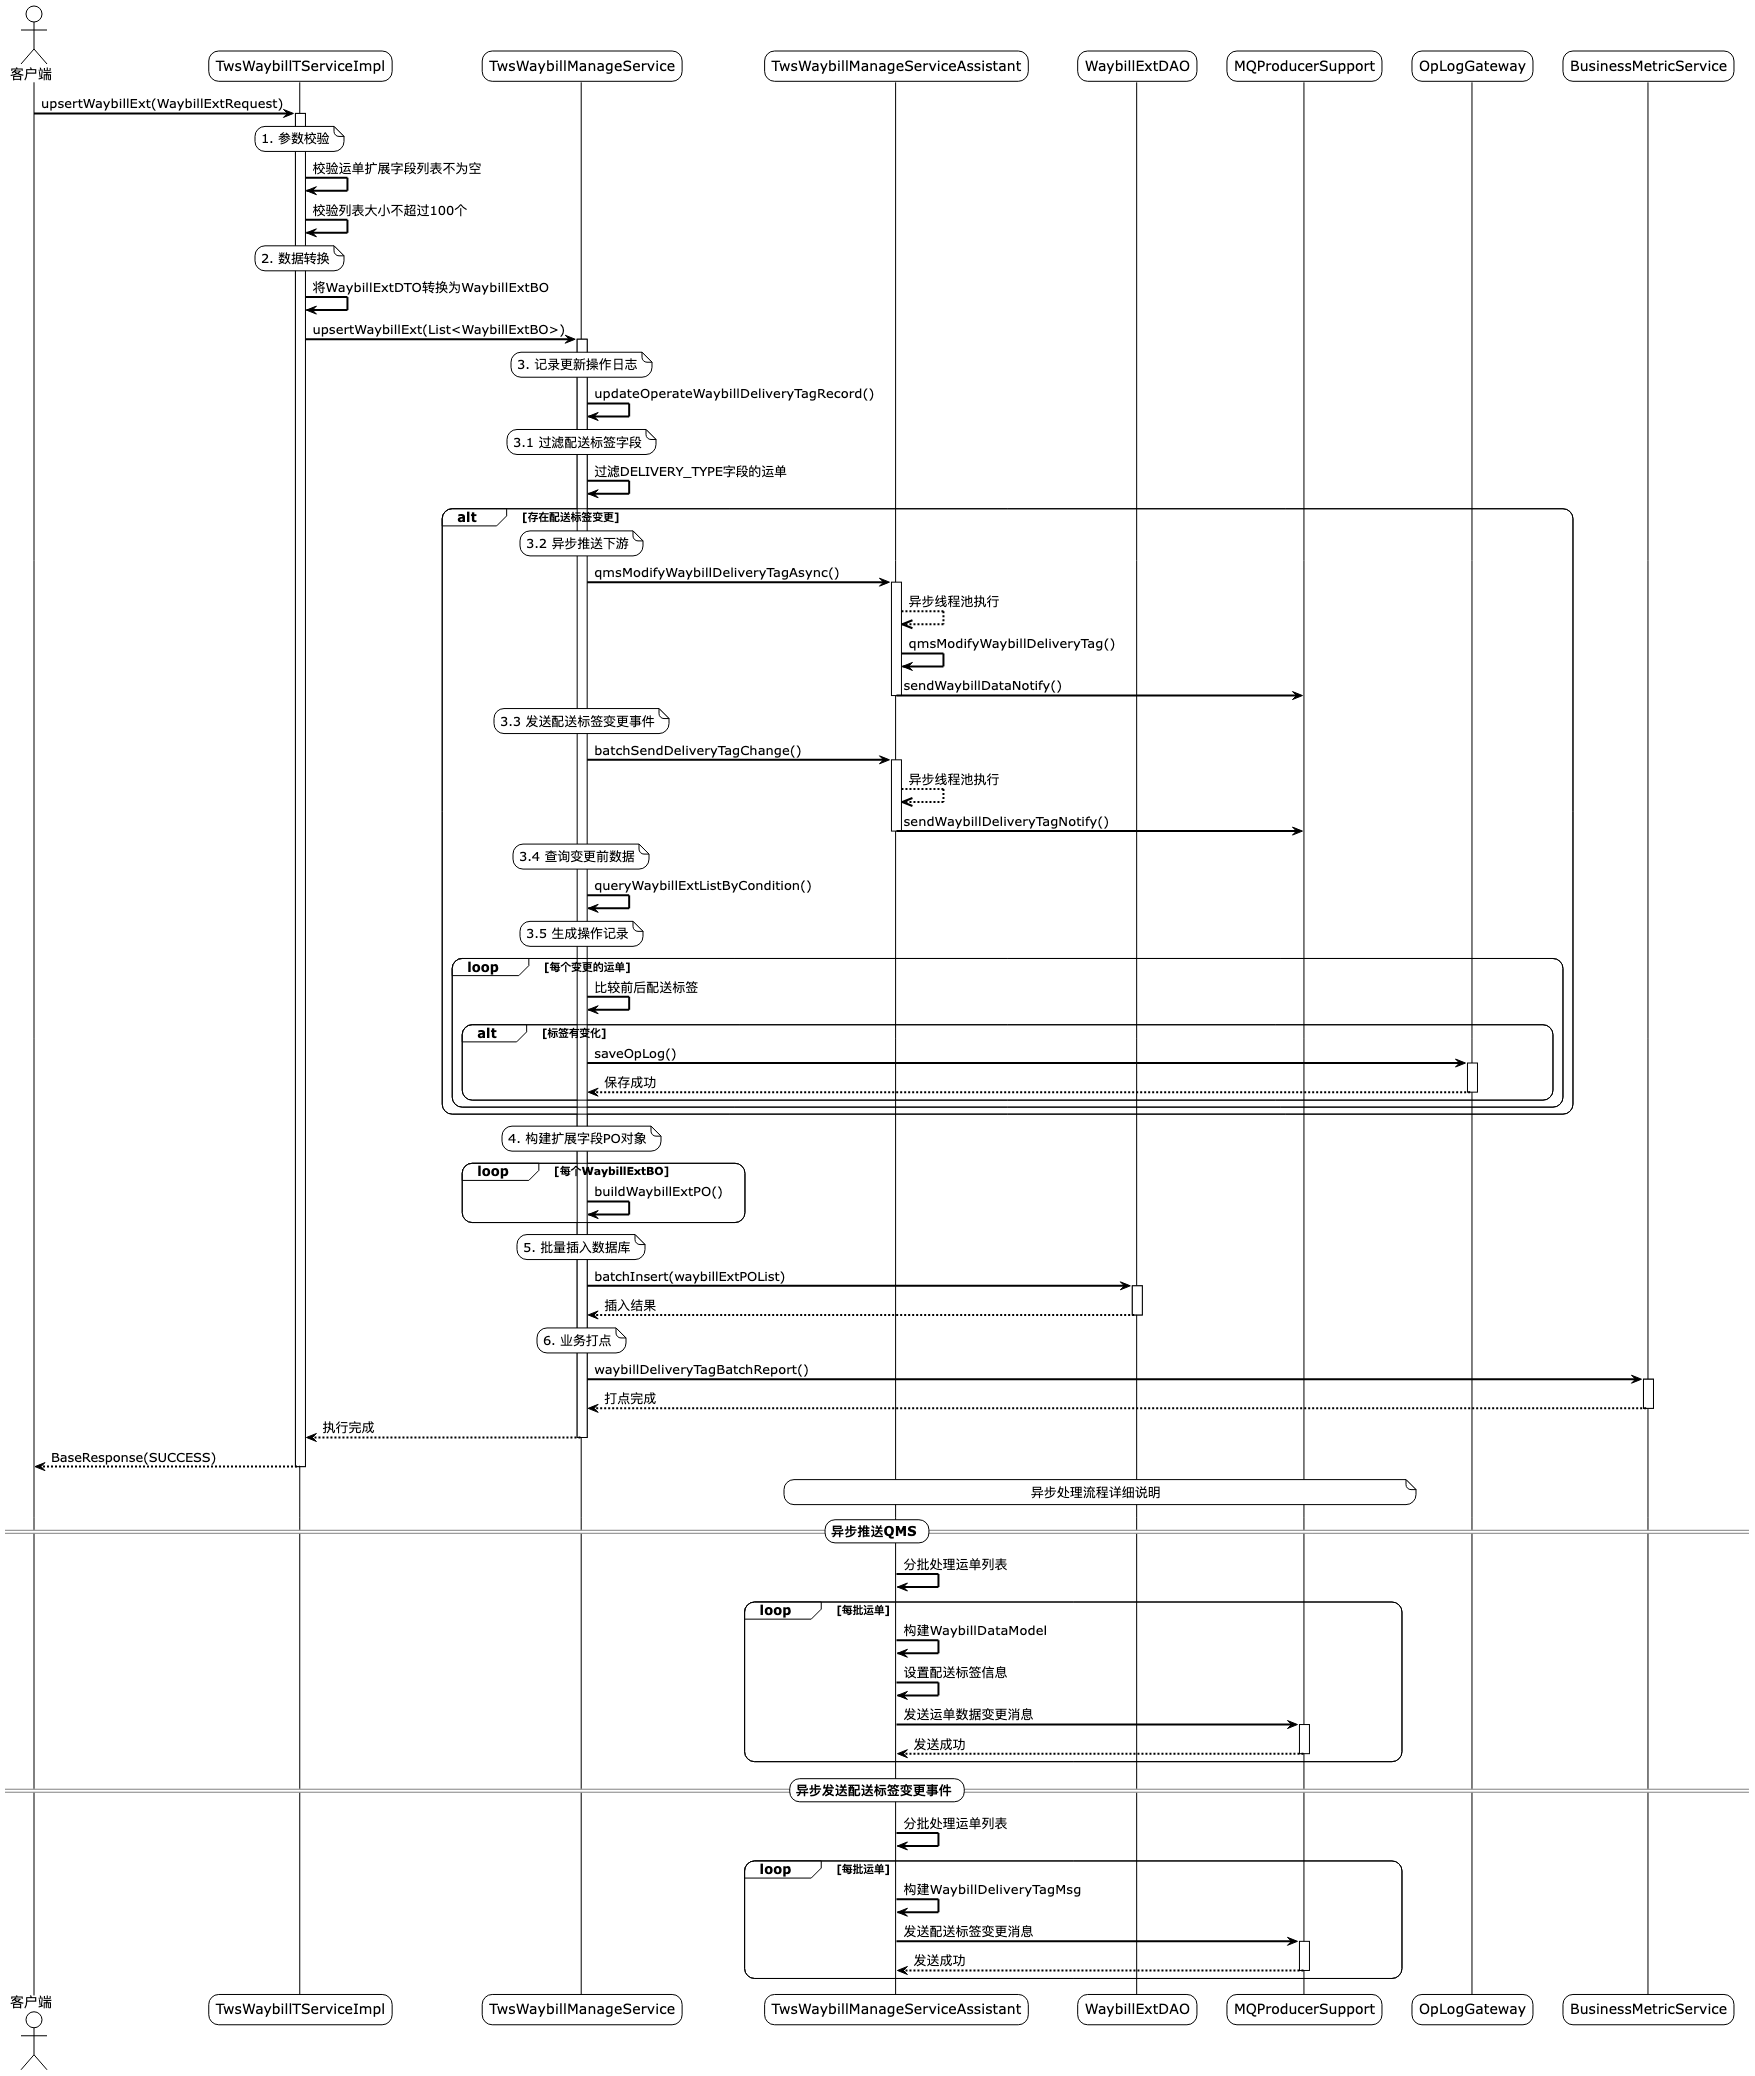 客户端
TwsWaybillTServiceImpl
TwsWaybillManageService
TwsWaybillManageServiceAssistant
WaybillExtDAO
MQProducerSupport
OpLogGateway
BusinessMetricService
upsertWaybillExt(WaybillExtRequest)
1. 参数校验
校验运单扩展字段列表不为空
校验列表大小不超过100个
2. 数据转换
将WaybillExtDTO转换为WaybillExtBO
upsertWaybillExt(List<WaybillExtBO>)
3. 记录更新操作日志
updateOperateWaybillDeliveryTagRecord()
3.1 过滤配送标签字段
过滤DELIVERY_TYPE字段的运单
alt
[存在配送标签变更]
3.2 异步推送下游
qmsModifyWaybillDeliveryTagAsync()
异步线程池执行
qmsModifyWaybillDeliveryTag()
sendWaybillDataNotify()
3.3 发送配送标签变更事件
batchSendDeliveryTagChange()
异步线程池执行
sendWaybillDeliveryTagNotify()
3.4 查询变更前数据
queryWaybillExtListByCondition()
3.5 生成操作记录
loop
[每个变更的运单]
比较前后配送标签
alt
[标签有变化]
saveOpLog()
保存成功
4. 构建扩展字段PO对象
loop
[每个WaybillExtBO]
buildWaybillExtPO()
5. 批量插入数据库
batchInsert(waybillExtPOList)
插入结果
6. 业务打点
waybillDeliveryTagBatchReport()
打点完成
执行完成
BaseResponse(SUCCESS)
异步处理流程详细说明
异步推送QMS
分批处理运单列表
loop
[每批运单]
构建WaybillDataModel
设置配送标签信息
发送运单数据变更消息
发送成功
异步发送配送标签变更事件
分批处理运单列表
loop
[每批运单]
构建WaybillDeliveryTagMsg
发送配送标签变更消息
发送成功
客户端
TwsWaybillTServiceImpl
TwsWaybillManageService
TwsWaybillManageServiceAssistant
WaybillExtDAO
MQProducerSupport
OpLogGateway
BusinessMetricService